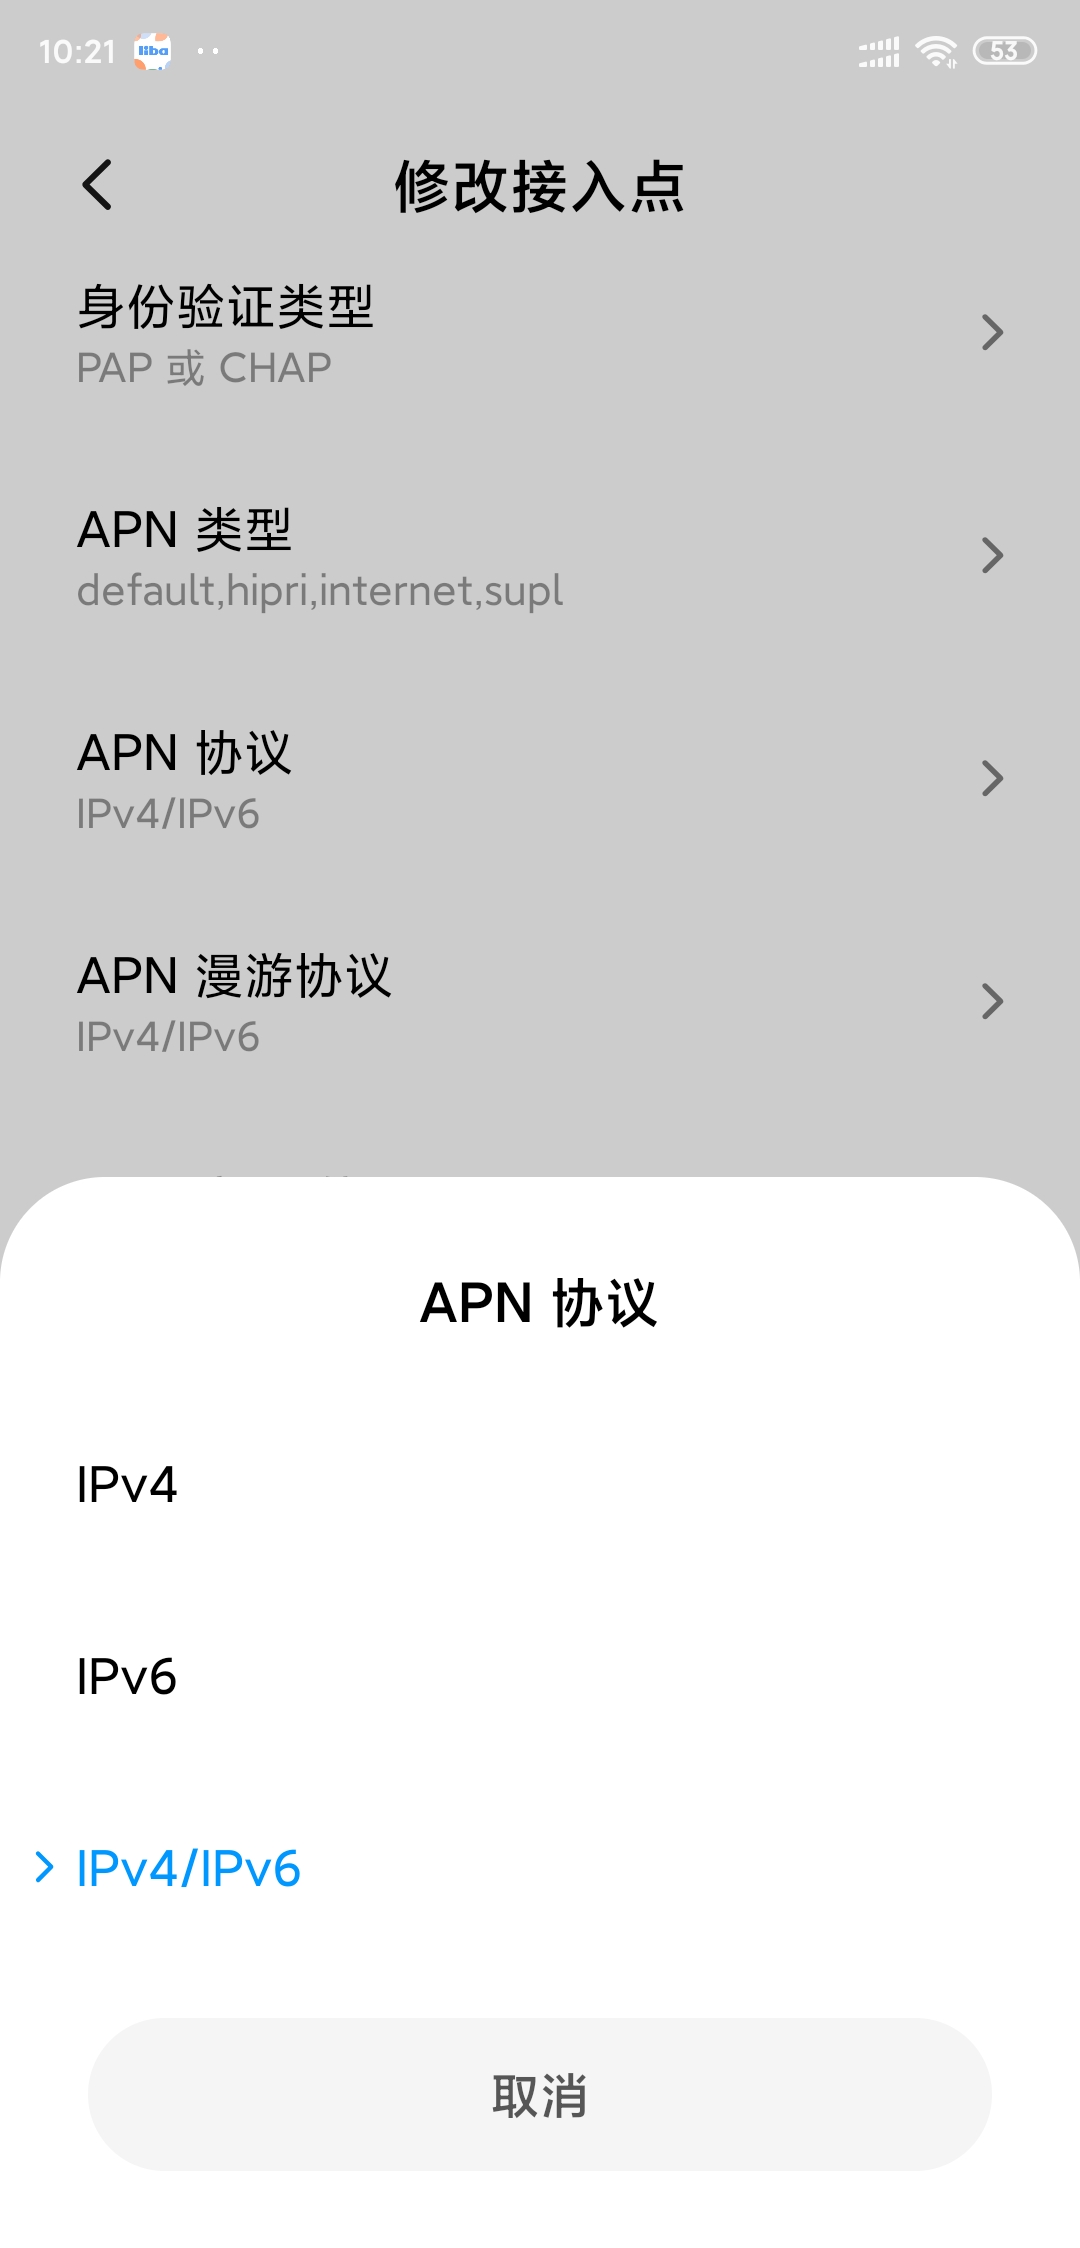 10:21
liba
53
修改接入点
身份验证类型
PAP 或 CHAP
APN 类型
default,hipri,internet,supl
APN 协议
IPv4/IPv6
APN 漫游协议
IPv4/IPv6
APN 协议
IPv4
IPv6
IPv4/IPv6
取消